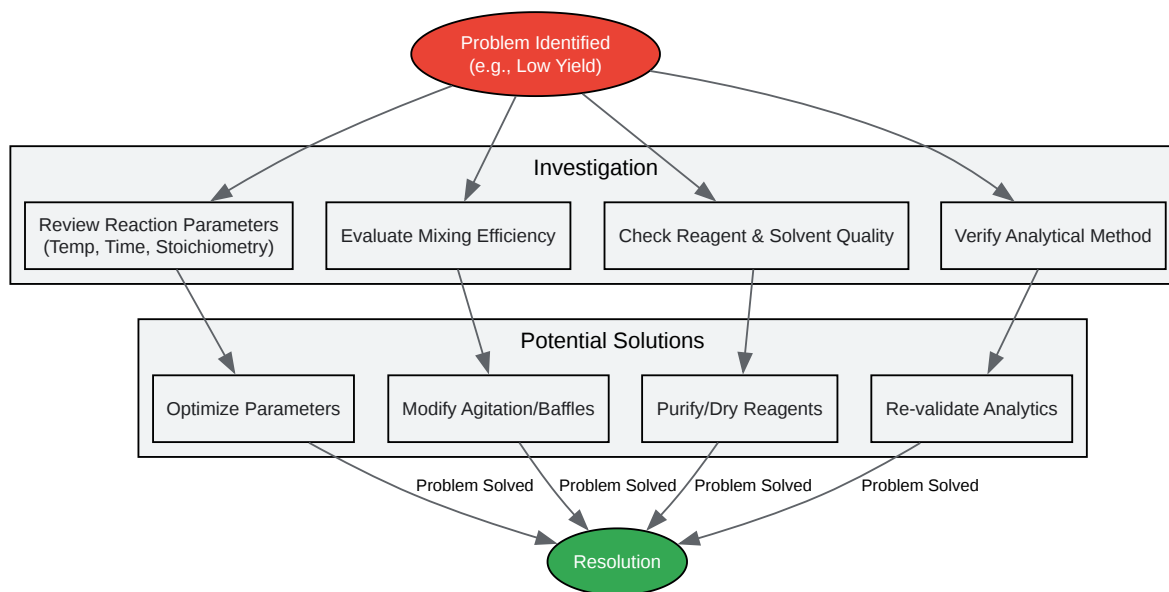 Problem Identified
(e.g., Low Yield)
Investigation
Review Reaction Parameters
(Temp, Time, Stoichiometry)
Evaluate Mixing Efficiency
Check Reagent & Solvent Quality
Verify Analytical Method
Potential Solutions
Optimize Parameters
Modify Agitation/Baffles
Purify/Dry Reagents
Re-validate Analytics
Problem Solved
Problem Solved
Problem Solved
Problem Solved
Resolution